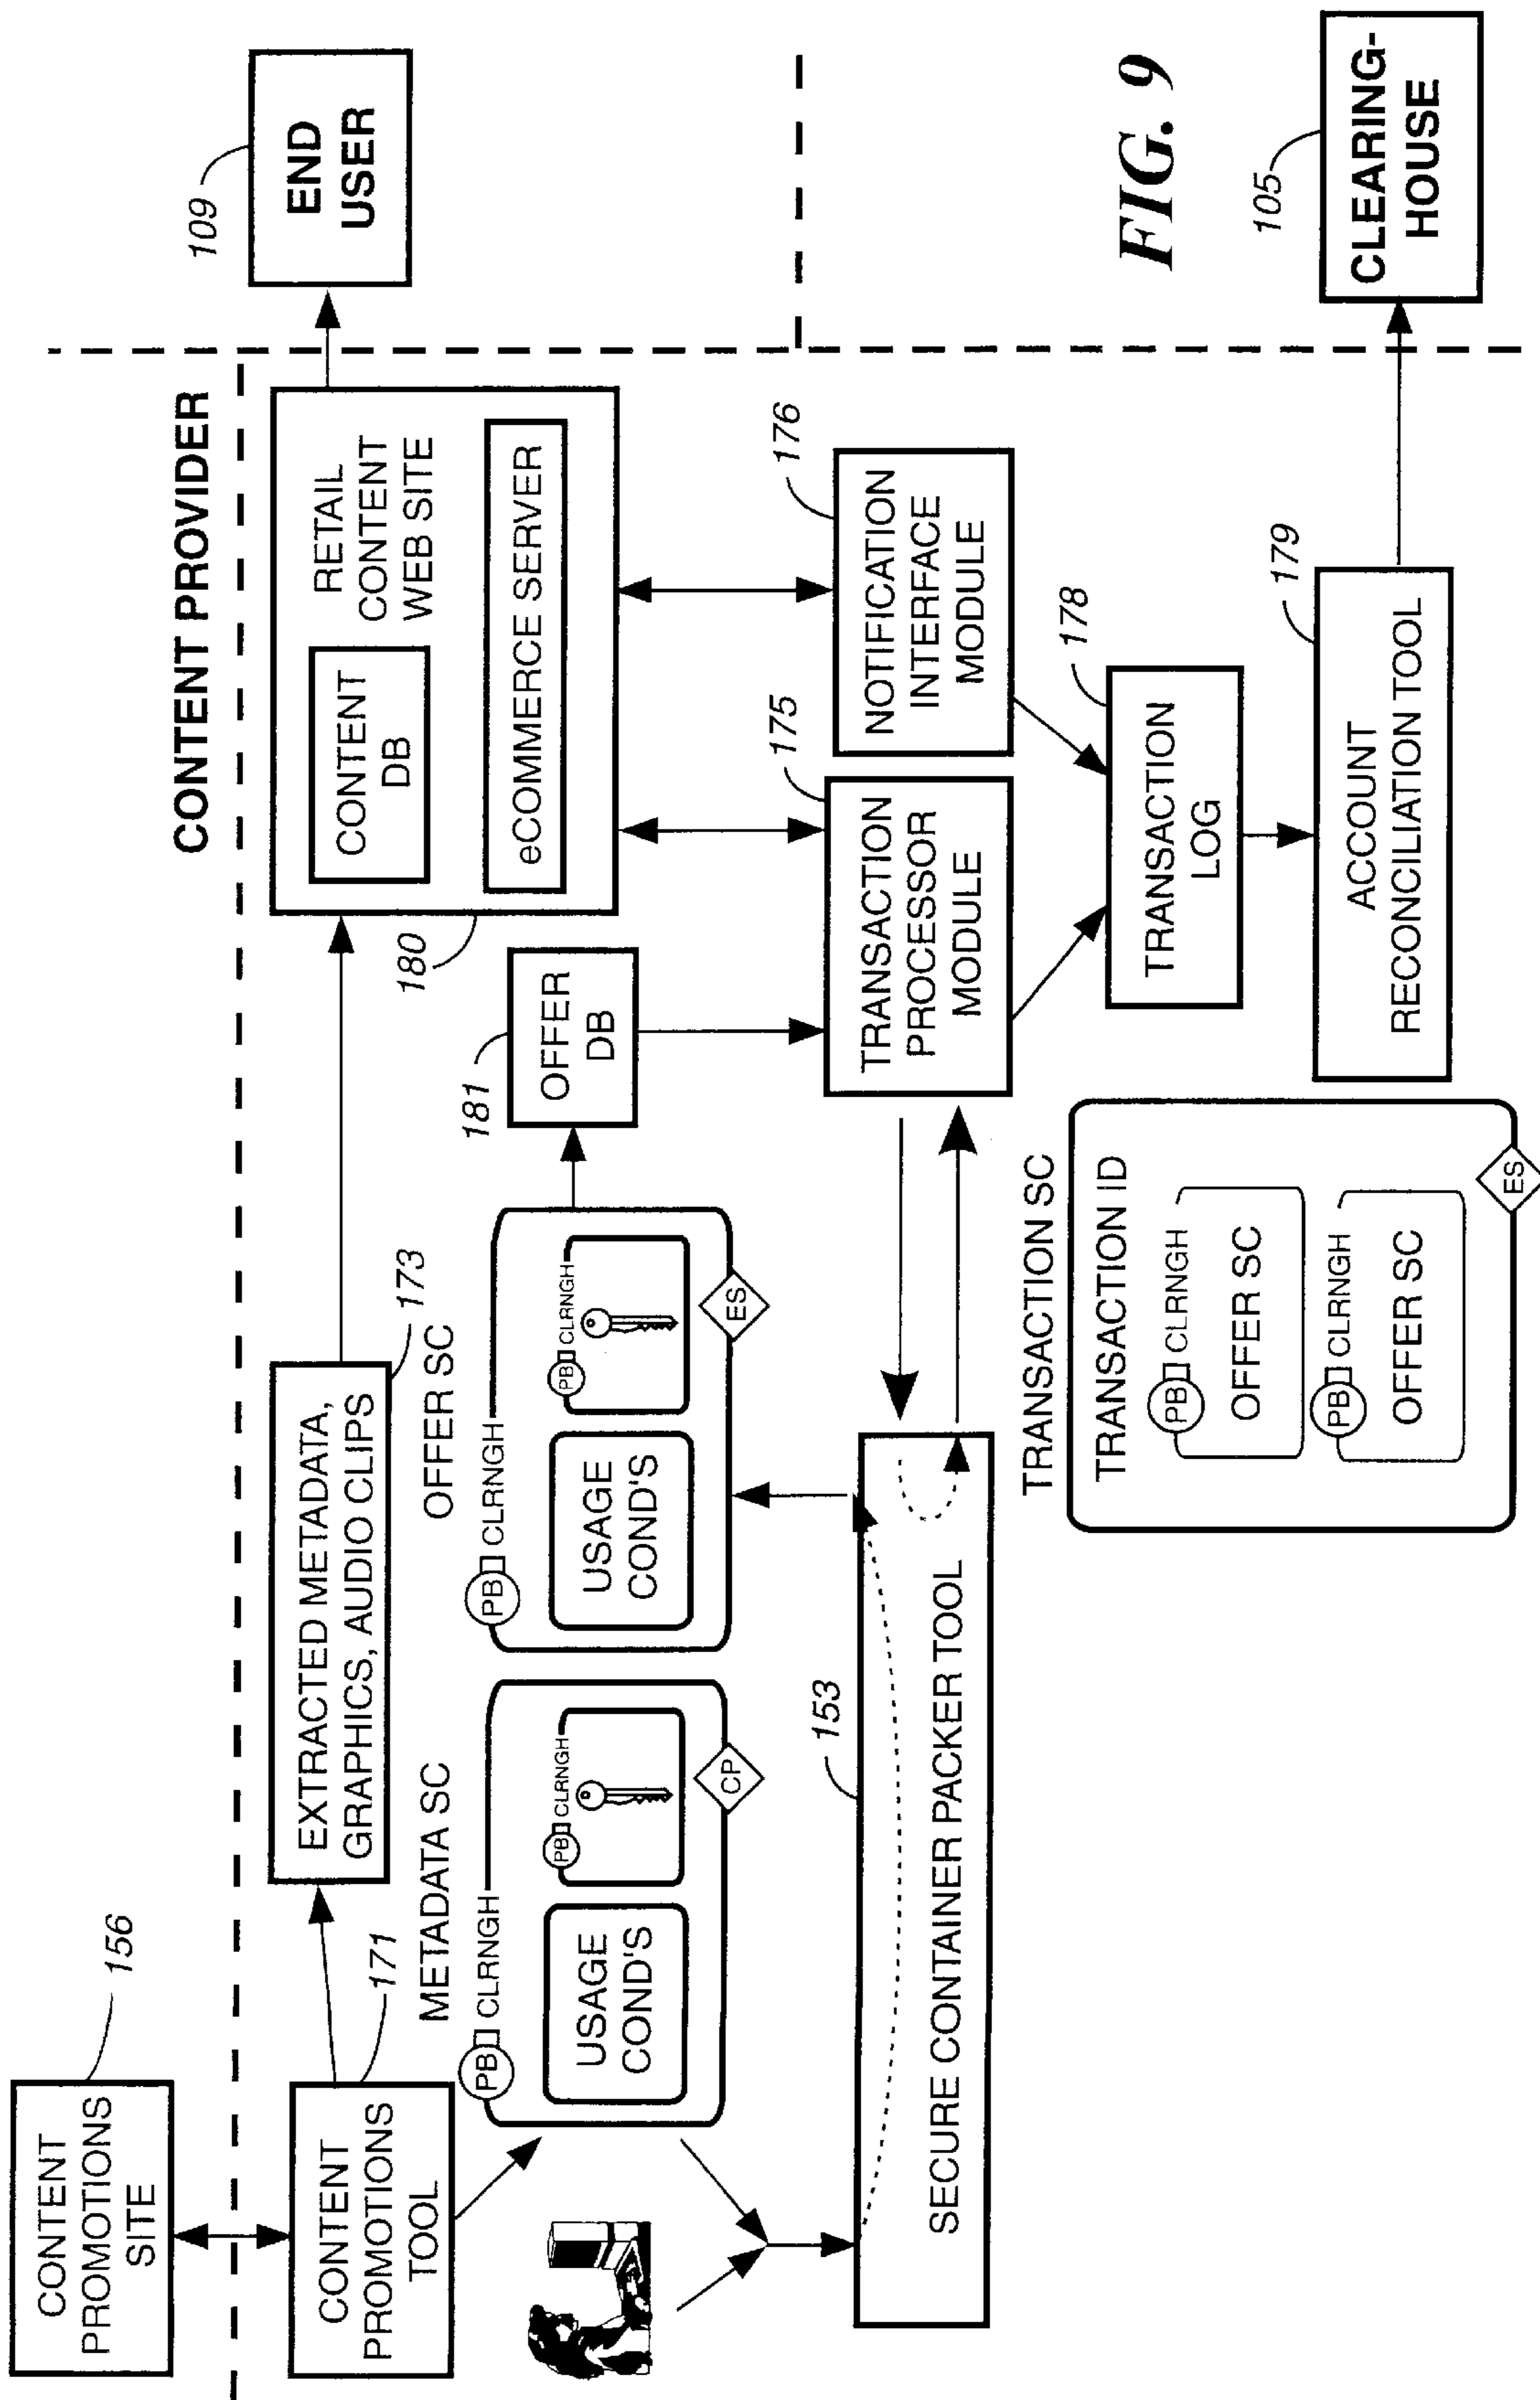 CONTENT
PROMOTIONS
SITE
156
CONTENT PROVIDER
CONTENT
PROMOTIONS
TOOL
171
EXTRACTED METADATA,
GRAPHICS, AUDIO CLIPS
173
CONTENT
DB
RETAIL
CONTENT
WEB SITE
eCOMMERCE SERVER
180
END
USER
109
METADATA SC
PB CLRNGH
USAGE
COND'S
PB CLRNGH
CP
OFFER SC
PB CLRNGH
USAGE
COND'S
PB CLRNGH
ES
OFFER
DB
181
153
SECURE CONTAINER PACKER TOOL
TRANSACTION
PROCESSOR
MODULE
175
NOTIFICATION
INTERFACE
MODULE
176
TRANSACTION SC
TRANSACTION ID
PB CLRNGH
OFFER SC
PB CLRNGH
OFFER SC
ES
TRANSACTION
LOG
178
ACCOUNT
RECONCILIATION TOOL
179
FIG. 9
105
CLEARING-
HOUSE